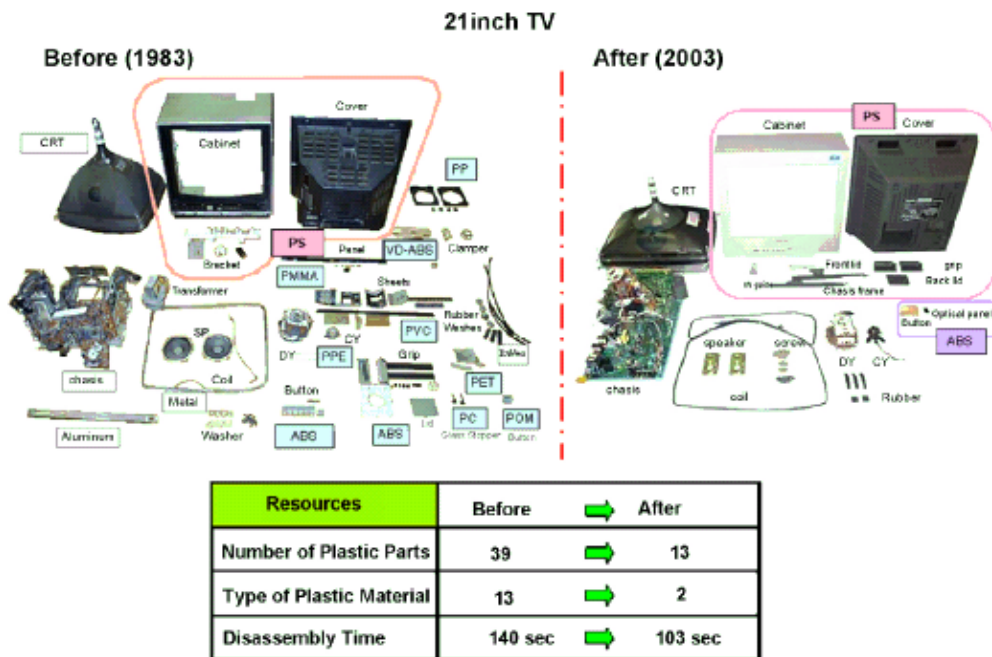 21inch TV
Before (1983)
After (2003)
CRT
Cabinet
Cover
PP
PS
Bracket
Panel
VD-ABS
Clamper
PMMA
Sheets
Transformer
SP
Coil
DY
CY
PPE
PVC
Rubber
Washes
Grip
PET
chasis
Metal
Button
ABS
ABS
Lid
PC
POM
Glass Stopper
Button
Aluminum
Washer
PS
Cabinet
Cover
CRT
Front lid
grip
Back lid
Chasis frame
Button
Optical panel
ABS
speaker
screw
DY
CY
coil
chasis
Rubber
Resources
Before
After
Number of Plastic Parts
39
13
Type of Plastic Material
13
2
Disassembly Time
140 sec
103 sec